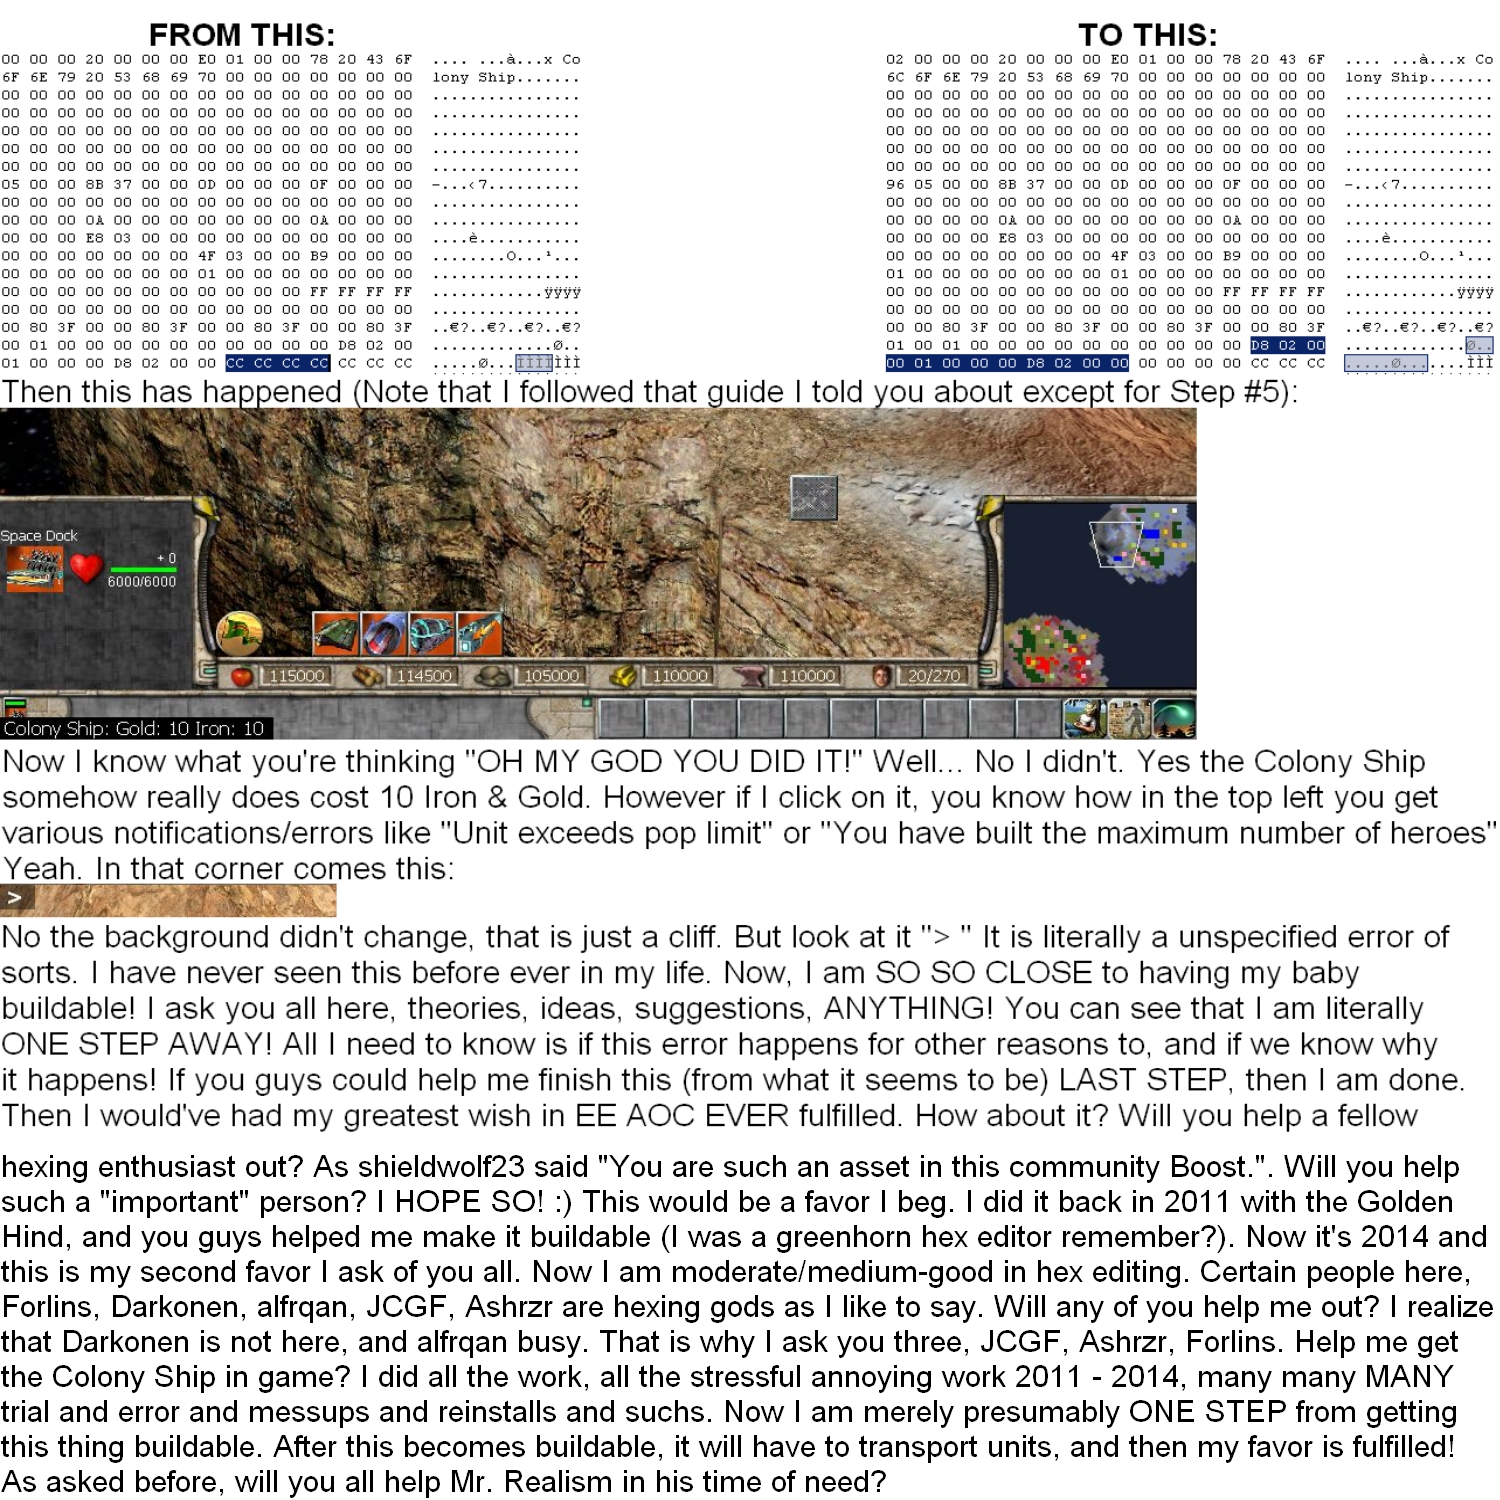 FROM THIS:
00 00 00 20 00 00 00 E0 01 00 00 78 20 43 6F .... ...à...x Co
6F 6E 79 20 53 68 69 70 00 00 00 00 00 00 00 lony Ship.......
00 00 00 00 00 00 00 00 00 00 00 00 00 00 00 ................
00 00 00 00 00 00 00 00 00 00 00 00 00 00 00 ................
00 00 00 00 00 00 00 00 00 00 00 00 00 00 00 ................
00 00 00 00 00 00 00 00 00 00 00 00 00 00 00 ................
00 00 00 00 00 00 00 00 00 00 00 00 00 00 00 ................
05 00 00 8B 37 00 00 0D 00 00 00 0F 00 00 00 –...‹7..........
00 00 00 00 00 00 00 00 00 00 00 00 00 00 00 ................
00 00 00 0A 00 00 00 00 00 00 00 0A 00 00 00 ................
00 00 00 E8 03 00 00 00 00 00 00 00 00 00 00 ....è...........
00 00 00 00 00 00 00 4F 03 00 00 B9 00 00 00 ........O...¹...
00 00 00 00 00 00 00 01 00 00 00 00 00 00 00 ................
00 00 00 00 00 00 00 00 00 00 00 FF FF FF FF ............ÿÿÿÿ
00 00 00 00 00 00 00 00 00 00 00 00 00 00 00 ................
00 80 3F 00 00 80 3F 00 00 80 3F 00 00 80 3F ..€?..€?..€?..€?
00 01 00 00 00 00 00 00 00 00 00 00 D8 02 00 .............Ø..
01 00 00 00 D8 02 00 00 CC CC CC CC CC CC CC .....Ø...ÌÌÌÌÌÌÌ
TO THIS:
02 00 00 00 20 00 00 00 E0 01 00 00 78 20 43 6F .... ...à...x Co
6C 6F 6E 79 20 53 68 69 70 00 00 00 00 00 00 00 lony Ship.......
00 00 00 00 00 00 00 00 00 00 00 00 00 00 00 00 ................
00 00 00 00 00 00 00 00 00 00 00 00 00 00 00 00 ................
00 00 00 00 00 00 00 00 00 00 00 00 00 00 00 00 ................
00 00 00 00 00 00 00 00 00 00 00 00 00 00 00 00 ................
00 00 00 00 00 00 00 00 00 00 00 00 00 00 00 00 ................
96 05 00 00 8B 37 00 00 0D 00 00 00 0F 00 00 00 –...‹7..........
00 00 00 00 00 00 00 00 00 00 00 00 00 00 00 00 ................
00 00 00 00 0A 00 00 00 00 00 00 00 0A 00 00 00 ................
00 00 00 00 E8 03 00 00 00 00 00 00 00 00 00 00 ....è...........
00 00 00 00 00 00 00 00 4F 03 00 00 B9 00 00 00 ........O...¹...
01 00 00 00 00 00 00 00 01 00 00 00 00 00 00 00 ................
00 00 00 00 00 00 00 00 00 00 00 00 FF FF FF FF ............ÿÿÿÿ
00 00 00 00 00 00 00 00 00 00 00 00 00 00 00 00 ................
00 00 80 3F 00 00 80 3F 00 00 80 3F 00 00 80 3F ..€?..€?..€?..€?
01 00 01 00 00 00 00 00 00 00 00 00 00 D8 02 00 .............Ø..
00 01 00 00 00 D8 02 00 00 00 00 00 00 CC CC CC .....Ø.......ÌÌÌ
Then this has happened (Note that I followed that guide I told you about except for Step #5):
Space Dock
+ 0
6000/6000
115000 114500 105000 110000 110000 20/270
Colony Ship: Gold: 10 Iron: 10
Now I know what you're thinking "OH MY GOD YOU DID IT!" Well... No I didn't. Yes the Colony Ship
somehow really does cost 10 Iron & Gold. However if I click on it, you know how in the top left you get
various notifications/errors like "Unit exceeds pop limit" or "You have built the maximum number of heroes"
Yeah. In that corner comes this:
>
No the background didn't change, that is just a cliff. But look at it "> " It is literally a unspecified error of
sorts. I have never seen this before ever in my life. Now, I am SO SO CLOSE to having my baby
buildable! I ask you all here, theories, ideas, suggestions, ANYTHING! You can see that I am literally
ONE STEP AWAY! All I need to know is if this error happens for other reasons to, and if we know why
it happens! If you guys could help me finish this (from what it seems to be) LAST STEP, then I am done.
Then I would've had my greatest wish in EE AOC EVER fulfilled. How about it? Will you help a fellow
hexing enthusiast out? As shieldwolf23 said "You are such an asset in this community Boost.". Will you help
such a "important" person? I HOPE SO! :) This would be a favor I beg. I did it back in 2011 with the Golden
Hind, and you guys helped me make it buildable (I was a greenhorn hex editor remember?). Now it's 2014 and
this is my second favor I ask of you all. Now I am moderate/medium-good in hex editing. Certain people here,
Forlins, Darkonen, alfrqan, JCGF, Ashrzr are hexing gods as I like to say. Will any of you help me out? I realize
that Darkonen is not here, and alfrqan busy. That is why I ask you three, JCGF, Ashrzr, Forlins. Help me get
the Colony Ship in game? I did all the work, all the stressful annoying work 2011 - 2014, many many MANY
trial and error and messups and reinstalls and suchs. Now I am merely presumably ONE STEP from getting
this thing buildable. After this becomes buildable, it will have to transport units, and then my favor is fulfilled!
As asked before, will you all help Mr. Realism in his time of need?